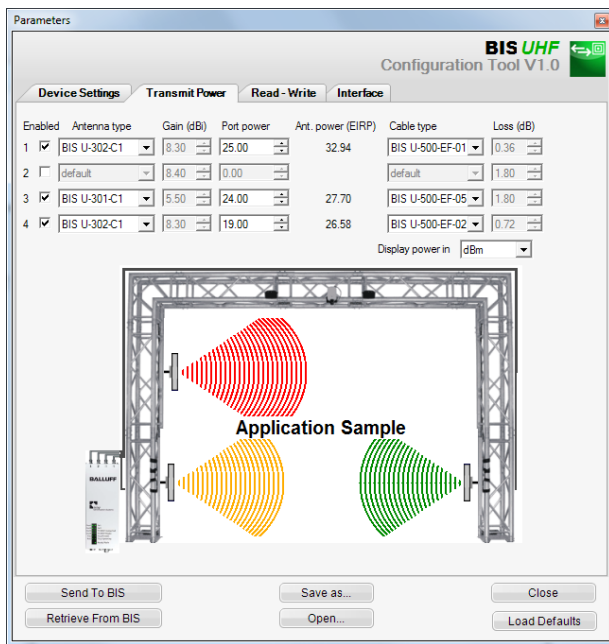 Parameters
BIS UHF
Configuration Tool V1.0
Device Settings Transmit Power Read - Write Interface
Enabled Antenna type Gain (dBi) Port power Ant. power (EIRP) Cable type Loss (dB)
1 BIS U-302-C1 8.30 25.00 32.94 BIS U-500-EF-01 0.36
2 default 8.40 0.00 default 1.80
3 BIS U-301-C1 5.50 24.00 27.70 BIS U-500-EF-05 1.80
4 BIS U-302-C1 8.30 19.00 26.58 BIS U-500-EF-02 0.72
Display power in dBm
Application Sample
BALLUFF
Send To BIS Save as... Close
Retrieve From BIS Open... Load Defaults